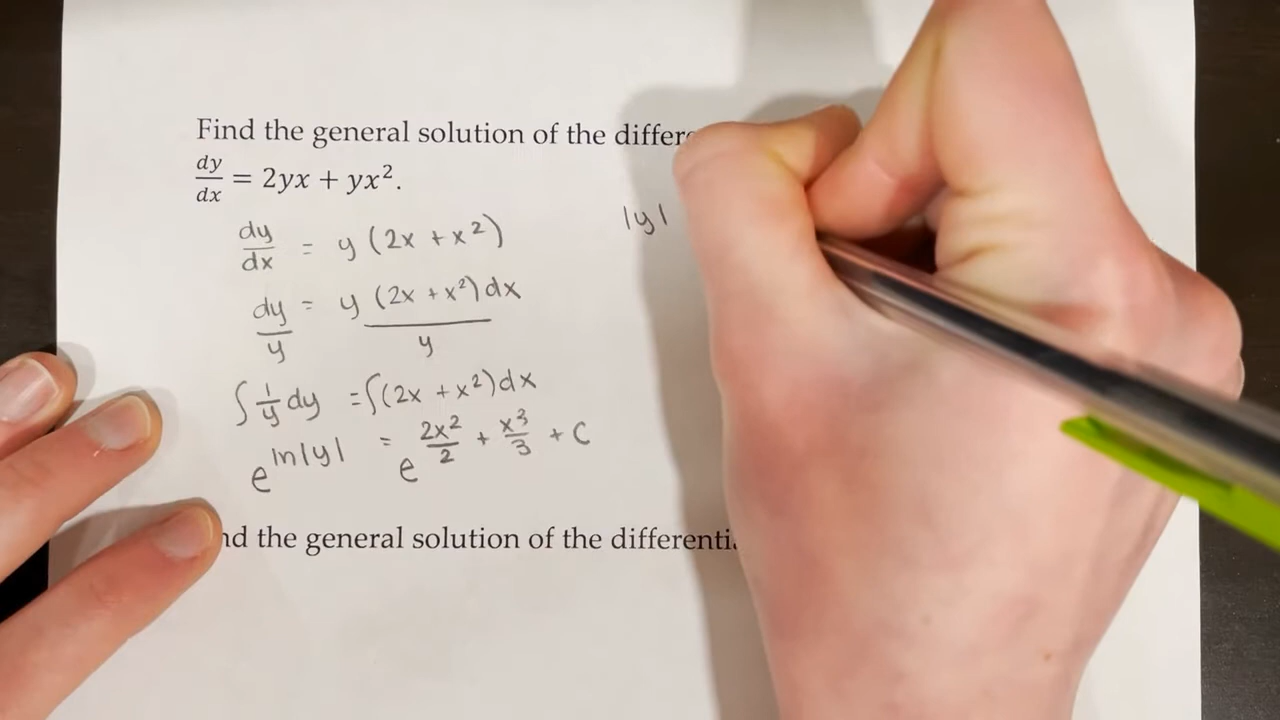 Find the general solution of the differe
dy/dx = 2yx + yx².
dy/dx = y (2x + x²)
|y|
dy/y = y (2x + x²)dx / y
∫ 1/y dy = ∫(2x + x²)dx
e^(ln|y|) = e^(2x²/2 + x³/3 + C)
nd the general solution of the differenti